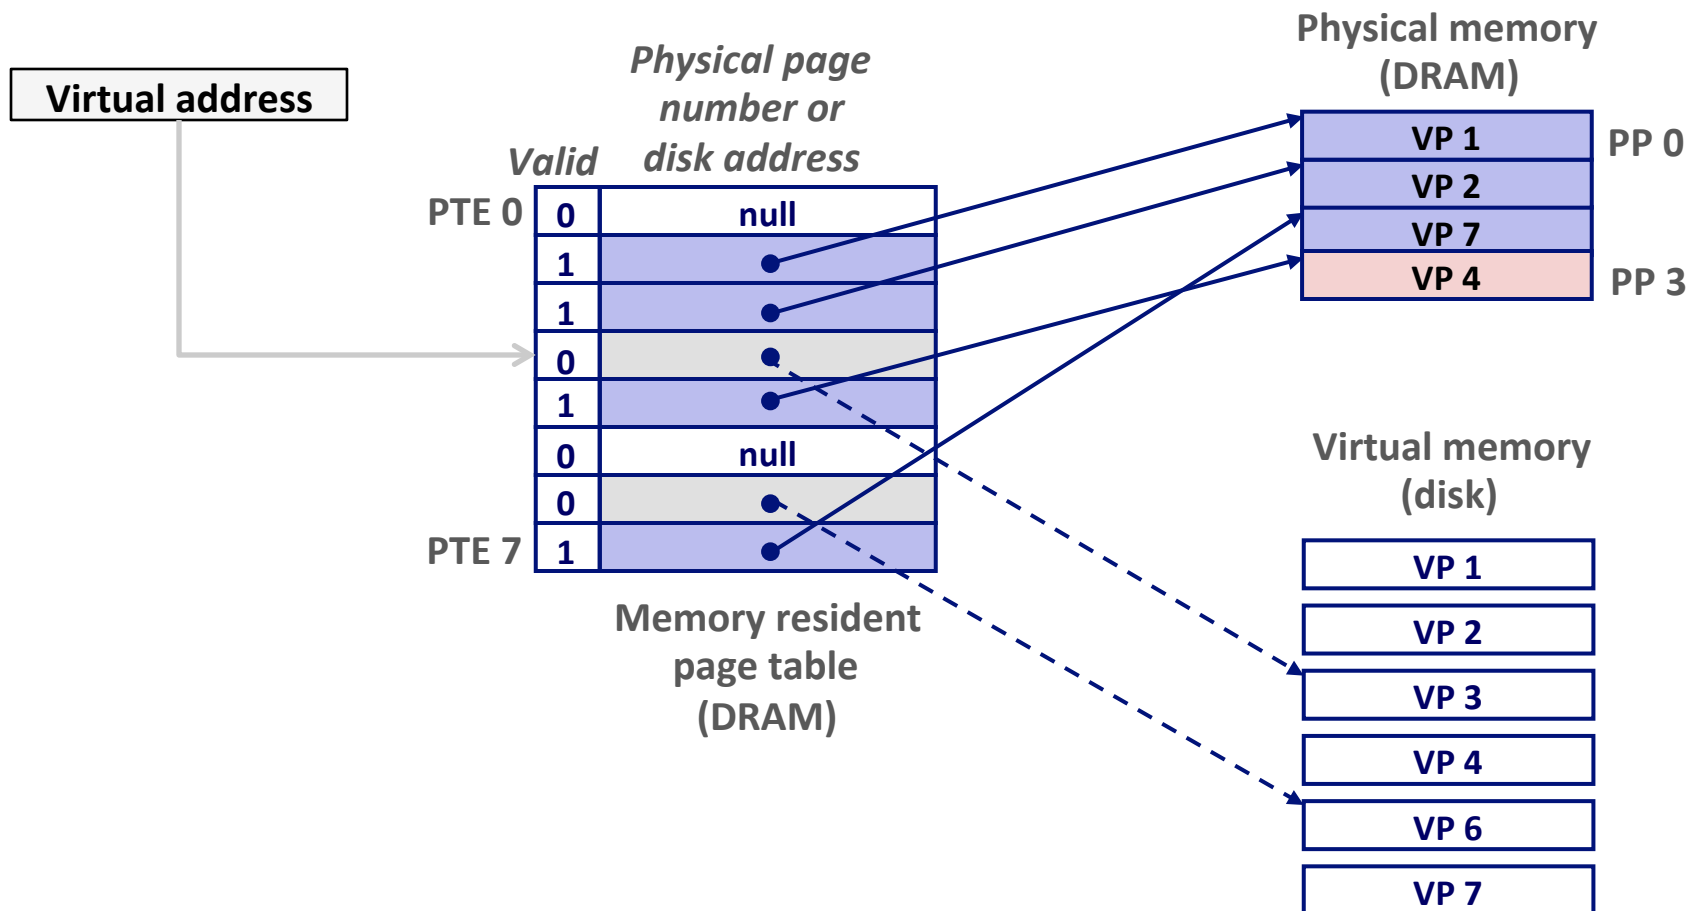 Virtual address
Physical page
number or
disk address
Valid
PTE 0
0
null
1
1
0
1
0
null
0
PTE 7
1
Memory resident
page table
(DRAM)
Physical memory
(DRAM)
VP 1
PP 0
VP 2
VP 7
VP 4
PP 3
Virtual memory
(disk)
VP 1
VP 2
VP 3
VP 4
VP 6
VP 7